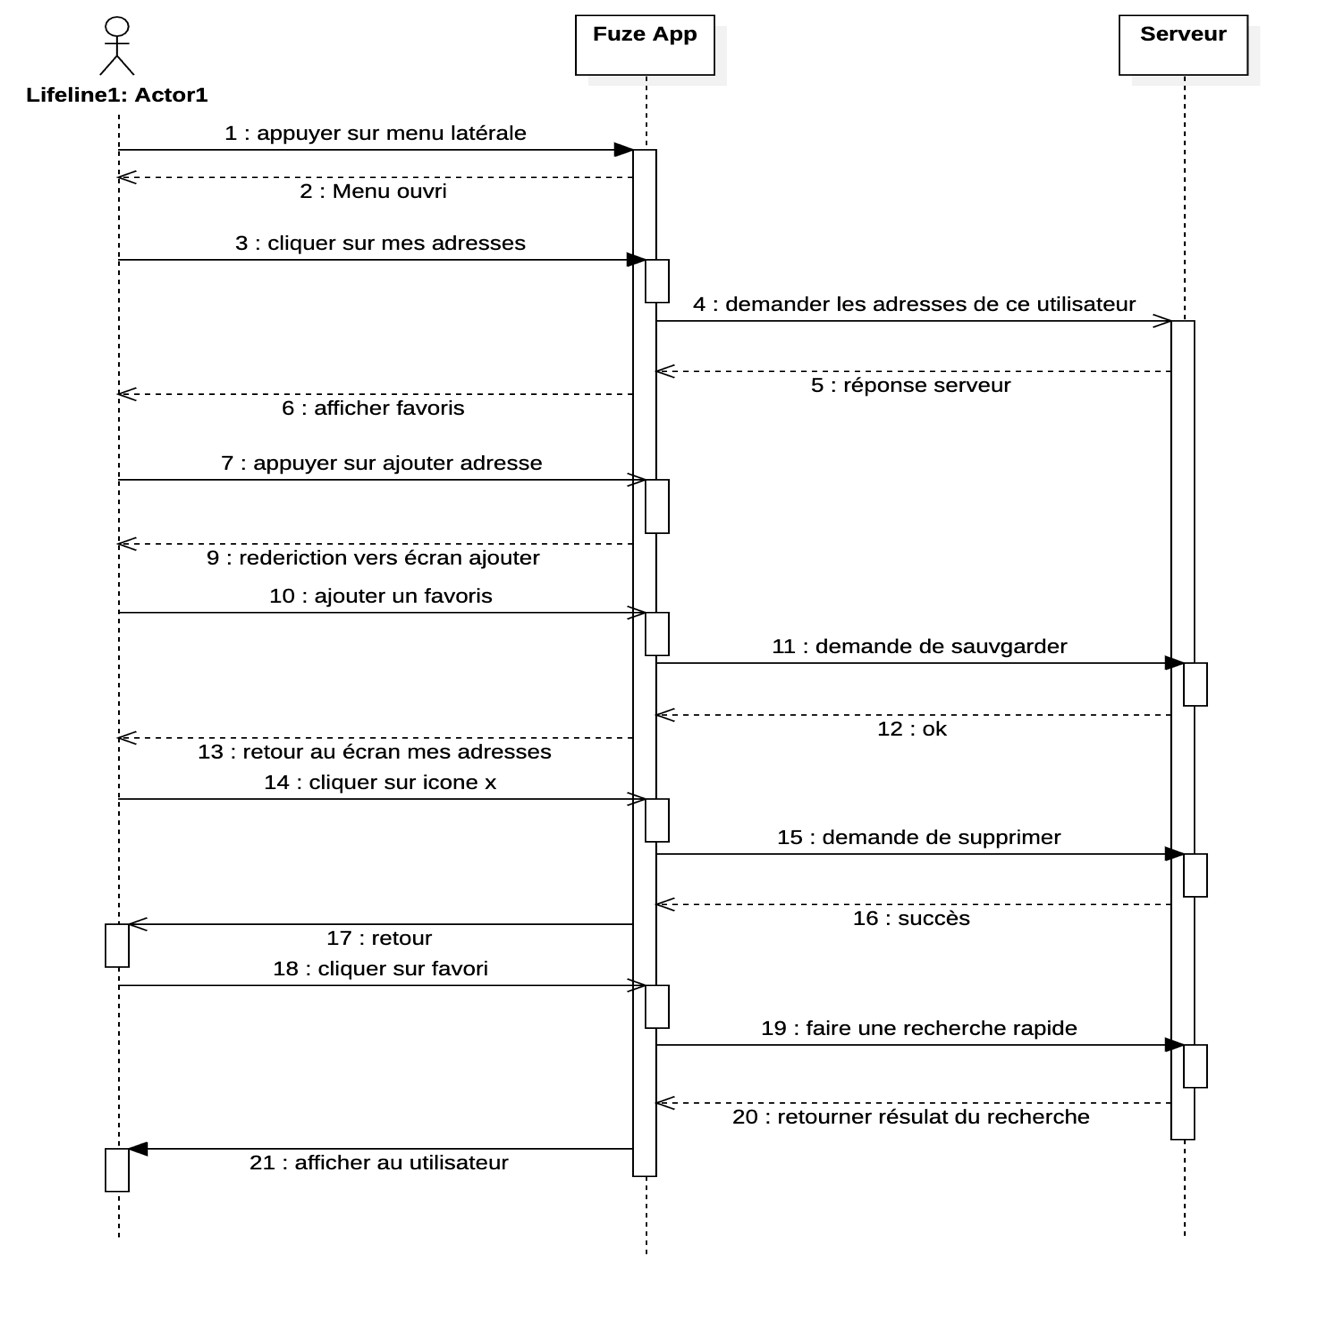 Fuze App
Serveur
Lifeline1: Actor1
1 : appuyer sur menu latérale
2 : Menu ouvri
3 : cliquer sur mes adresses
4 : demander les adresses de ce utilisateur
5 : réponse serveur
6 : afficher favoris
7 : appuyer sur ajouter adresse
9 : rederiction vers écran ajouter
10 : ajouter un favoris
11 : demande de sauvgarder
12 : ok
13 : retour au écran mes adresses
14 : cliquer sur icone x
15 : demande de supprimer
16 : succès
17 : retour
18 : cliquer sur favori
19 : faire une recherche rapide
20 : retourner résulat du recherche
21 : afficher au utilisateur